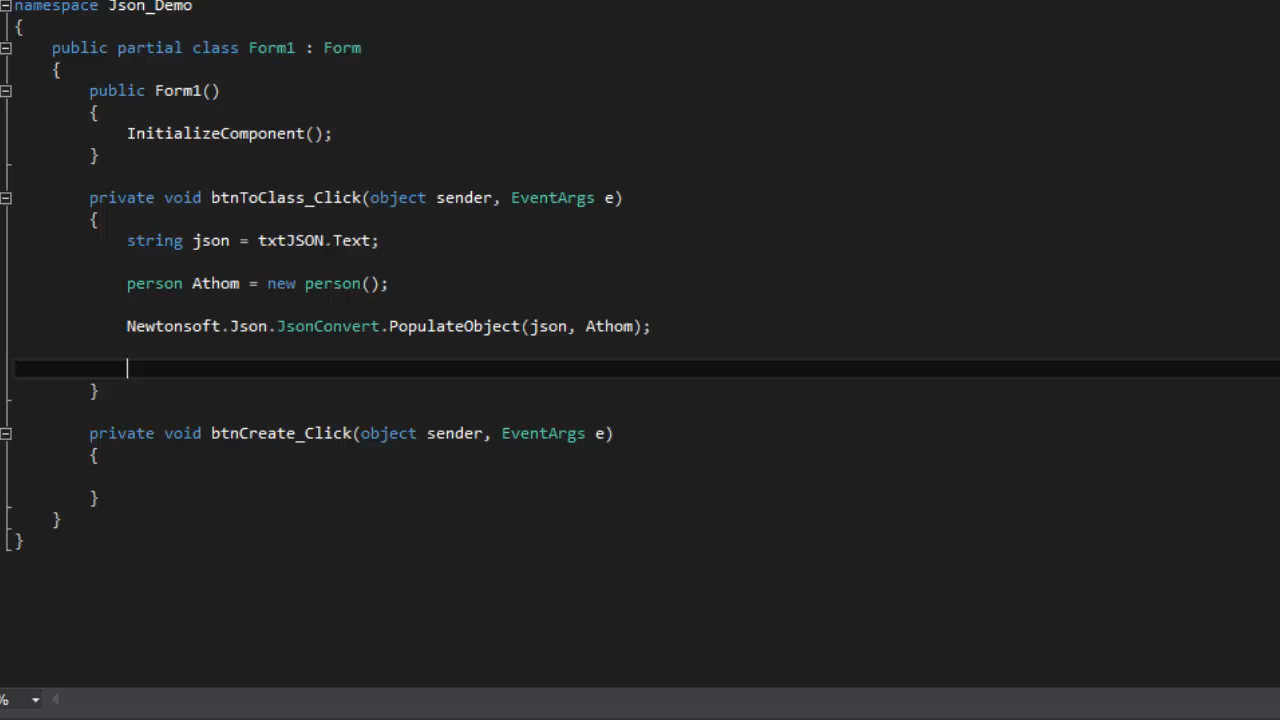 namespace Json_Demo
{
public partial class Form1 : Form
{
public Form1()
{
InitializeComponent();
}
private void btnToClass_Click(object sender, EventArgs e)
{
string json = txtJSON.Text;
person Athom = new person();
Newtonsoft.Json.JsonConvert.PopulateObject(json, Athom);
}
private void btnCreate_Click(object sender, EventArgs e)
{
}
}
}
%